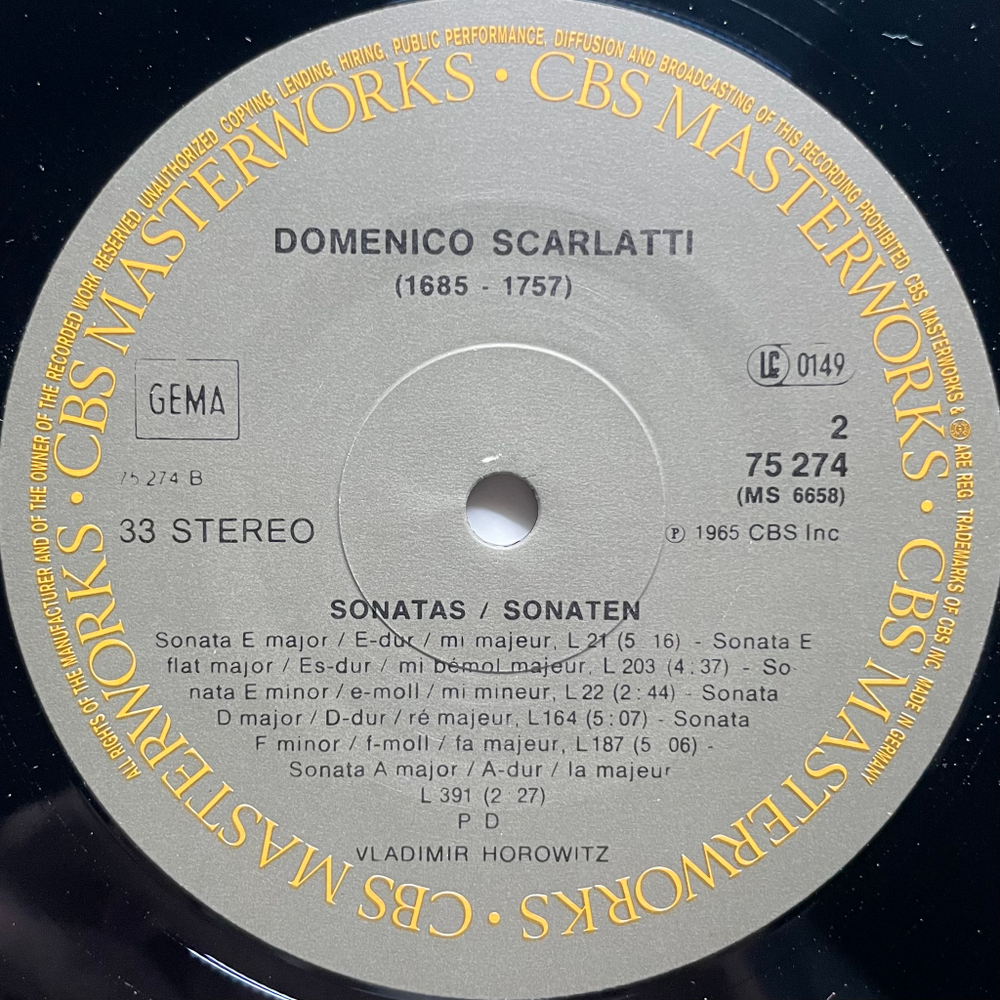 ALL RIGHTS OF THE MANUFACTURER AND OF THE OWNER OF THE RECORDED WORK RESERVED. UNAUTHORIZED COPYING, LENDING, HIRING, PUBLIC PERFORMANCE, DIFFUSION AND BROADCASTING OF THIS RECORDING PROHIBITED. CBS, MASTERWORKS & ARE REG. TRADEMARKS OF CBS INC MADE IN GERMANY
CBS MASTERWORKS • CBS MASTERWORKS • CBS MASTERWORKS • CBS MASTERWORKS •
DOMENICO SCARLATTI
(1685 - 1757)
GEMA
LC 0149
2
75 274 B
75 274
(MS 6658)
33 STEREO
℗ 1965 CBS Inc
SONATAS / SONATEN
Sonata E major / E-dur / mi majeur, L 21 (5 16) - Sonata E
flat major / Es-dur / mi bémol majeur, L 203 (4:37) - So-
nata E minor / e-moll / mi mineur, L 22 (2:44) - Sonata
D major / D-dur / ré majeur, L 164 (5:07) - Sonata
F minor / f-moll / fa majeur, L 187 (5 06) -
Sonata A major / A-dur / la majeur
L 391 (2 27)
P D
VLADIMIR HOROWITZ